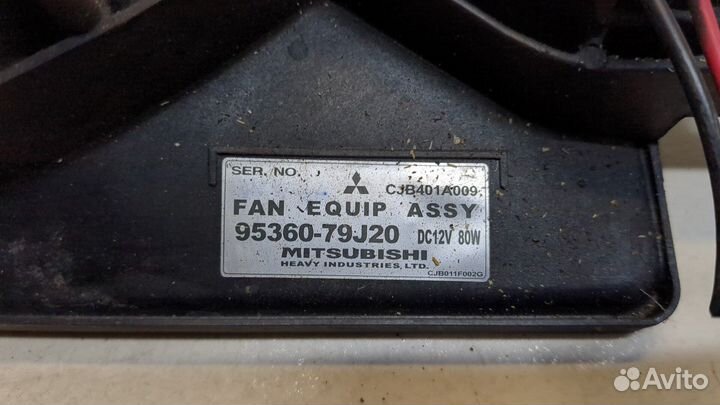 SER. NO.
CJB401A009
FAN EQUIP ASSY
95360-79J20 DC12V 80W
MITSUBISHI
HEAVY INDUSTRIES, LTD.
CJB011F002G
Avito